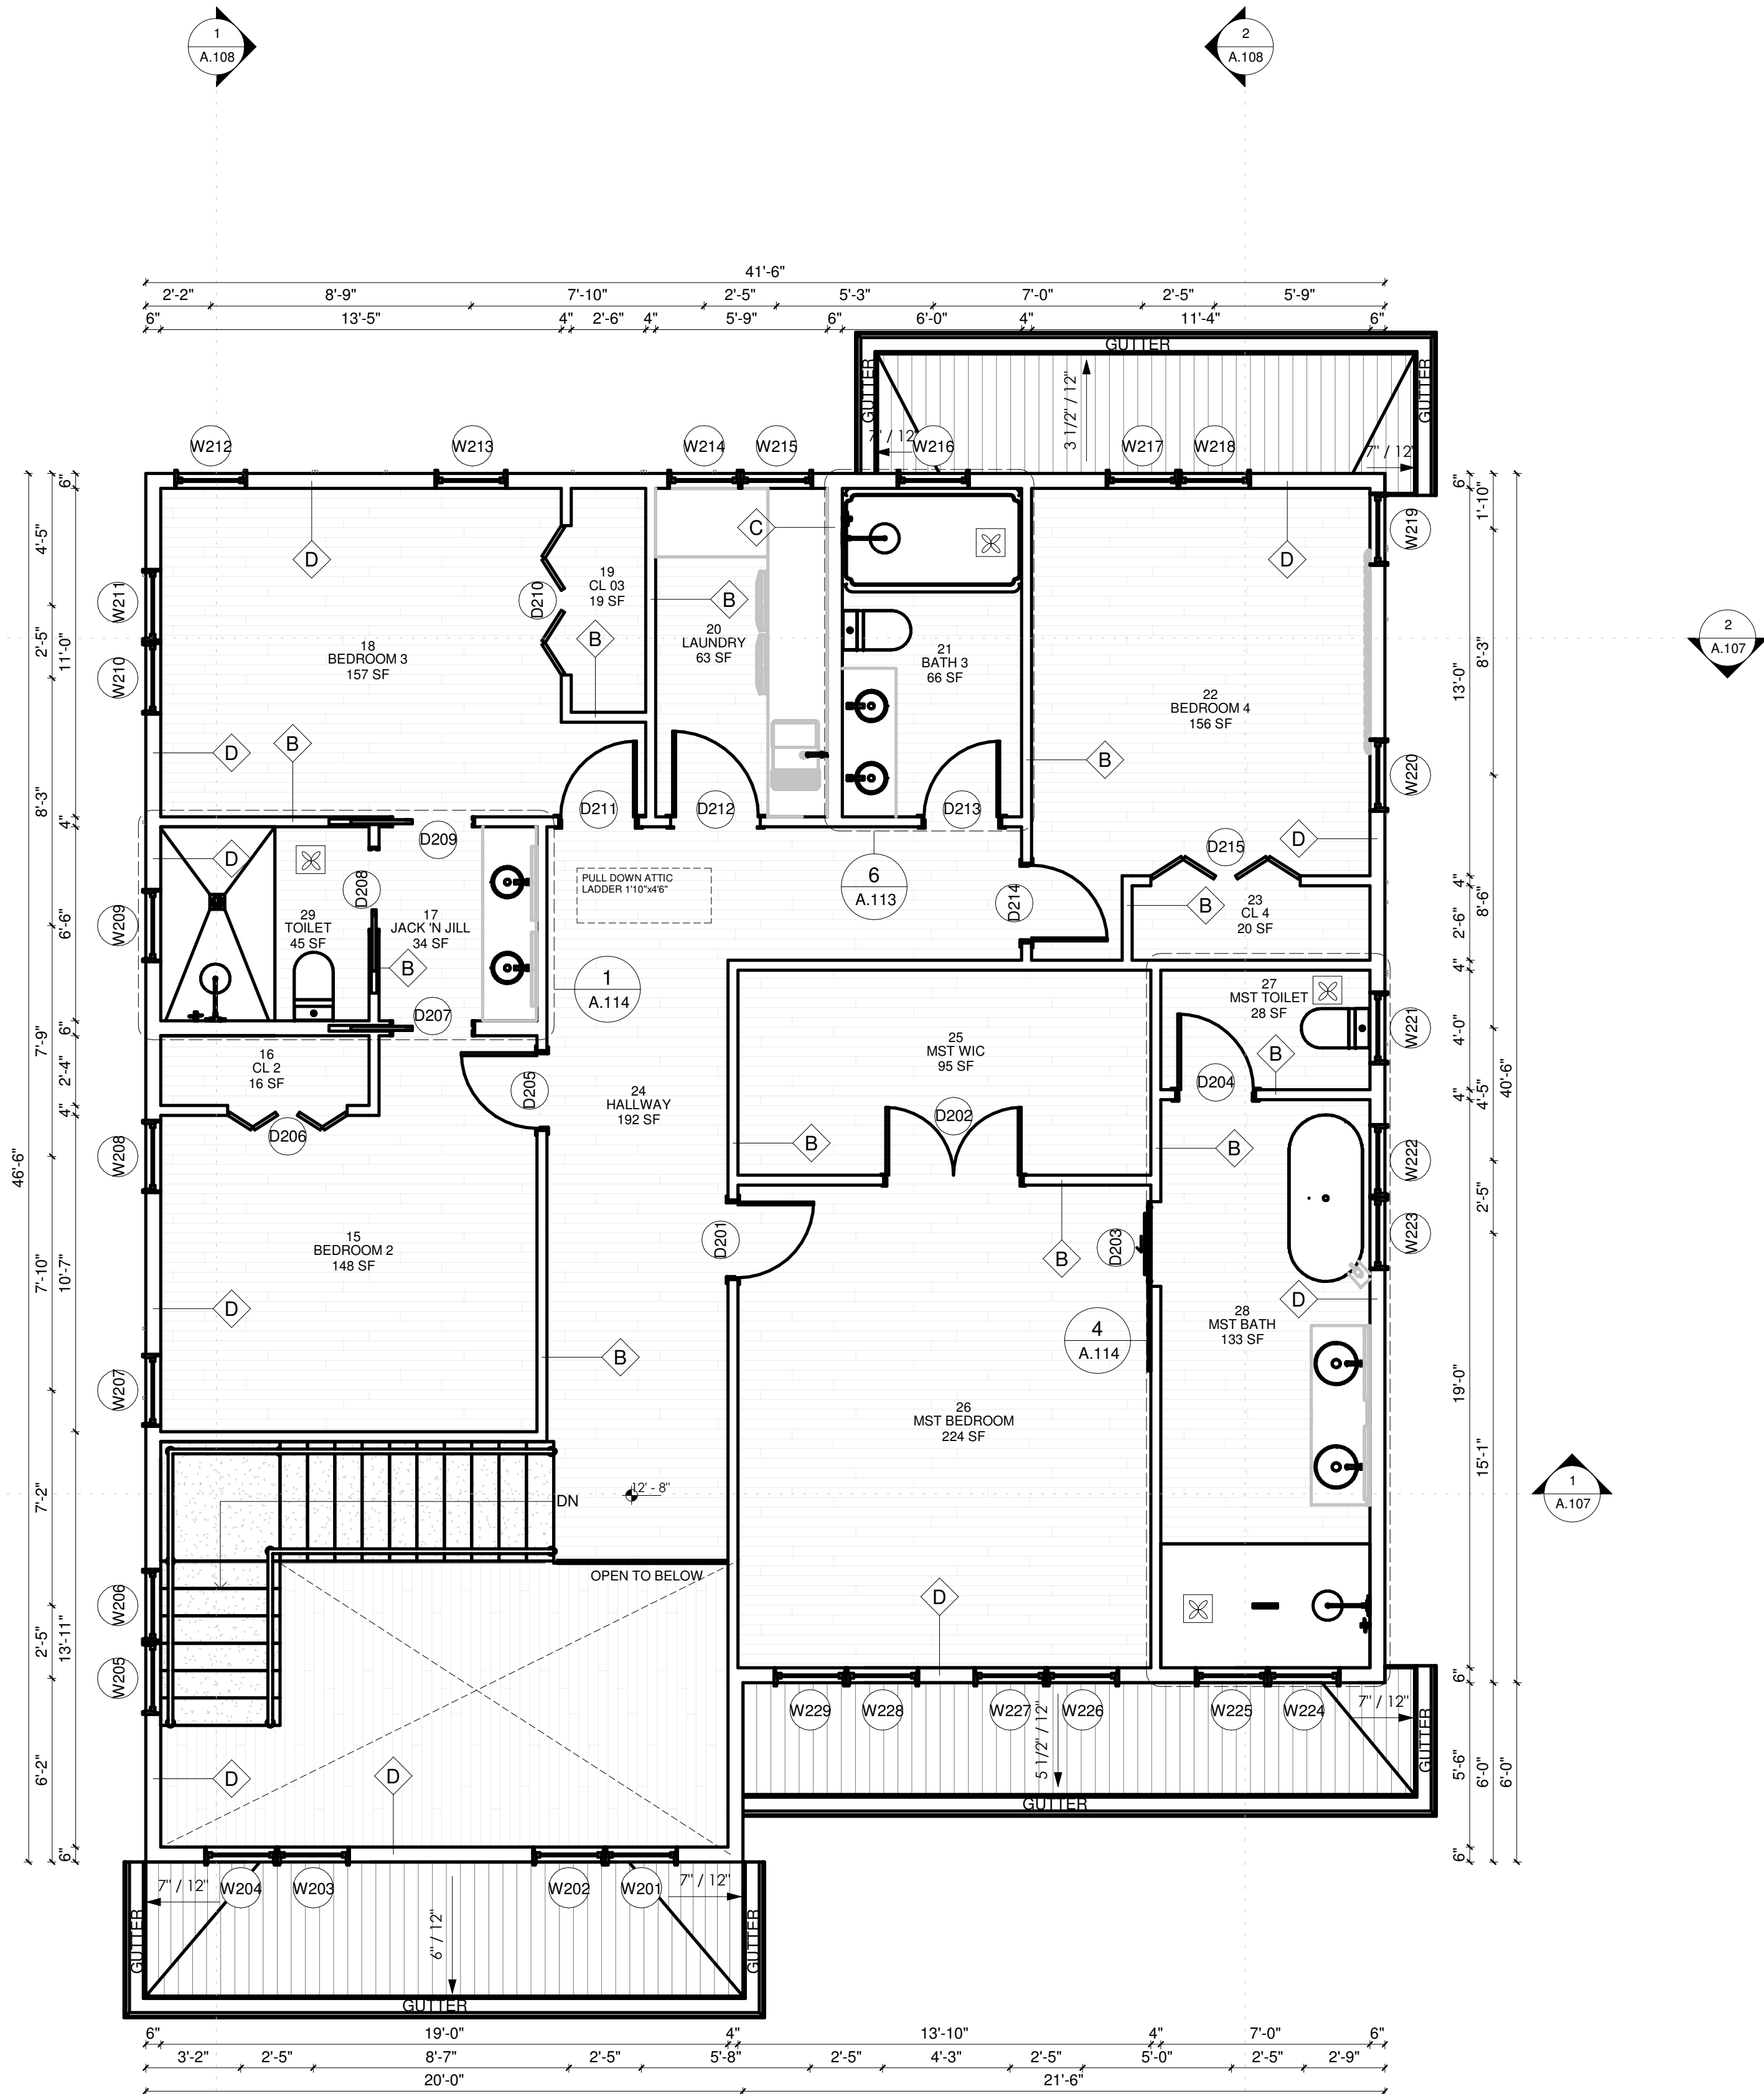 1
A.108
2
A.108
41'-6"
2'-2" 8'-9" 7'-10" 2'-5" 5'-3" 7'-0" 2'-5" 5'-9"
6" 13'-5" 4" 2'-6" 4" 5'-9" 6" 6'-0" 4" 11'-4" 6"
GUTTER
GUTTER
GUTTER
3 1/2" / 12"
7" / 12"
7" / 12"
W212 W213 W214 W215 W216 W217 W218
W219
W220
W221
W222
W223
W211
W210
W209
W208
W207
W206
W205
46'-6"
4'-5"
2'-5"
8'-3"
6'-6"
7'-9"
7'-10"
7'-2"
2'-5"
6'-2"
6"
11'-0"
4"
6"
2'-4"
4"
10'-7"
13'-11"
6"
D
C
D
18
BEDROOM 3
157 SF
D210
19
CL 03
19 SF
B
B
20
LAUNDRY
63 SF
21
BATH 3
66 SF
22
BEDROOM 4
156 SF
2
A.107
D
B
B
D211
D212
D213
D
D209
D208
29
TOILET
45 SF
17
JACK 'N JILL
34 SF
B
D207
PULL DOWN ATTIC
LADDER 1'10"x4'6"
6
A.113
D214
D215
D
B
23
CL 4
20 SF
1
A.114
16
CL 2
16 SF
D206
D205
24
HALLWAY
192 SF
25
MST WIC
95 SF
D202
B
27
MST TOILET
28 SF
B
D204
B
15
BEDROOM 2
148 SF
D
B
D201
B
D203
D
4
A.114
28
MST BATH
133 SF
26
MST BEDROOM
224 SF
12' - 8"
DN
OPEN TO BELOW
D
D
D
1
A.107
6"
13'-0"
4"
2'-6"
4"
4'-0"
4"
19'-0"
15'-1"
6"
5'-6"
6"
1'-10"
8'-3"
8'-6"
4'-5"
2'-5"
6'-0"
40'-6"
6'-0"
W229 W228 W227 W226 W225 W224
5 1/2" / 12"
7" / 12"
GUTTER
GUTTER
W204 W203 W202 W201
7" / 12"
7" / 12"
6" / 12"
GUTTER
GUTTER
GUTTER
6" 19'-0" 4" 13'-10" 4" 7'-0" 6"
3'-2" 2'-5" 8'-7" 2'-5" 5'-8" 2'-5" 4'-3" 2'-5" 5'-0" 2'-5" 2'-9"
20'-0" 21'-6"